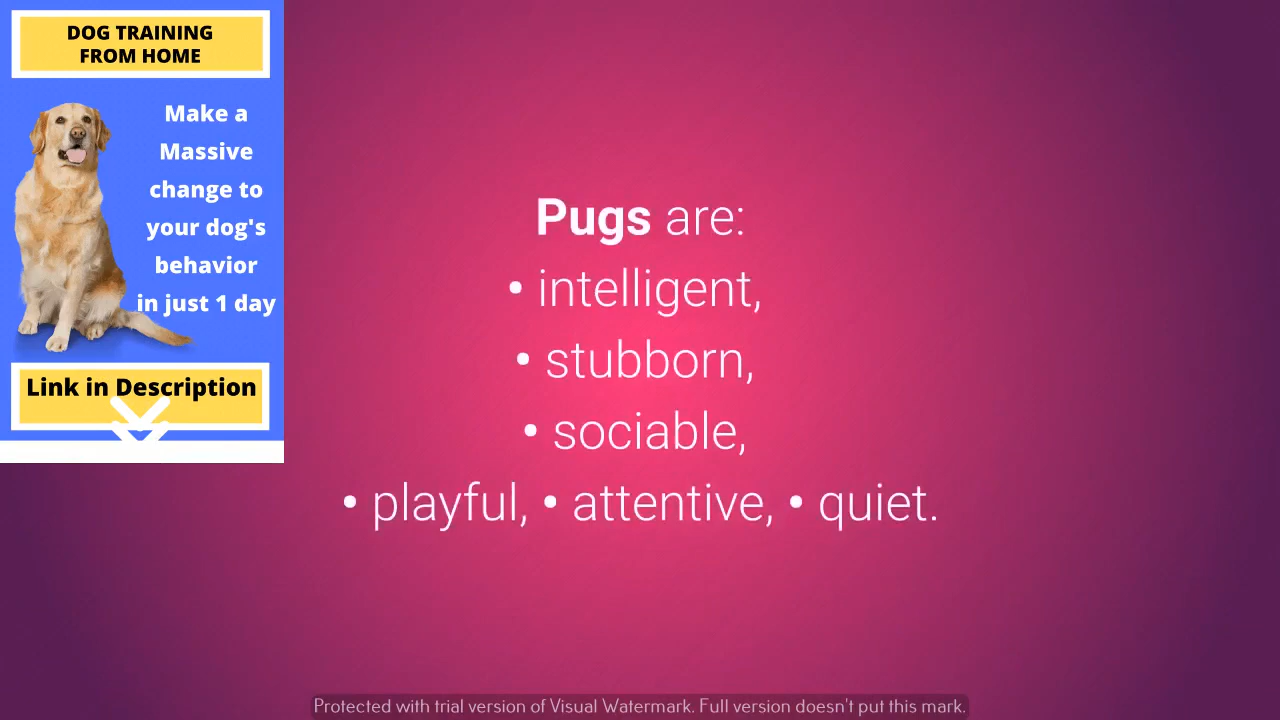 DOG TRAINING
FROM HOME
Make a
Massive
change to
your dog's
behavior
in just 1 day
Link in Description
Pugs are:
• intelligent,
• stubborn,
• sociable,
• playful, • attentive, • quiet.
Protected with trial version of Visual Watermark. Full version doesn't put this mark.